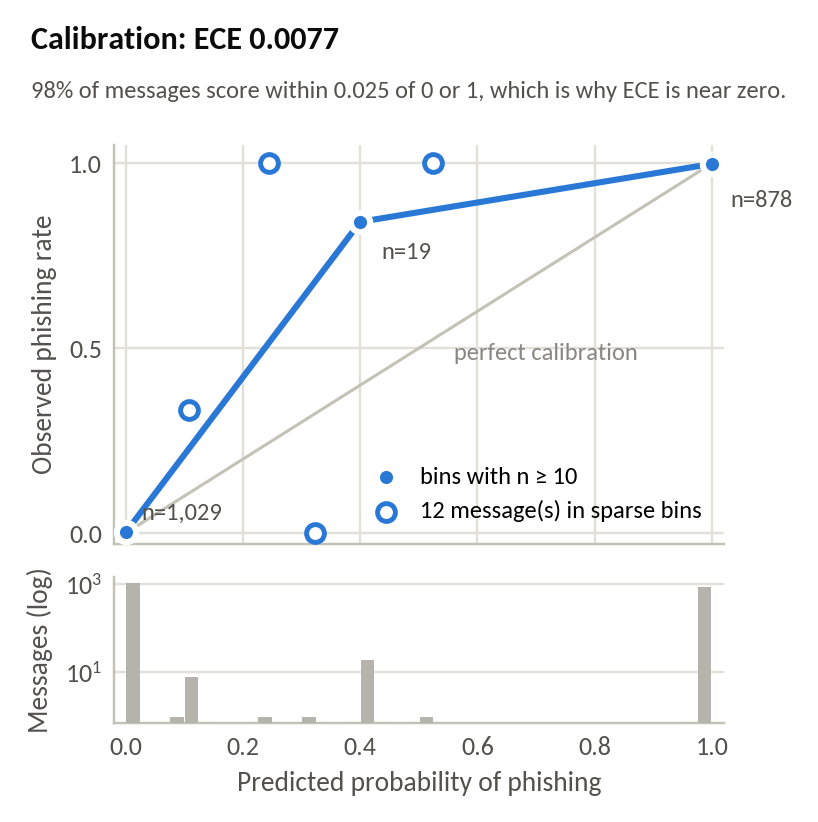 Calibration: ECE 0.0077
98% of messages score within 0.025 of 0 or 1, which is why ECE is near zero.
Observed phishing rate
1.0
0.5
0.0
n=878
n=19
perfect calibration
n=1,029
bins with n ≥ 10
12 message(s) in sparse bins
Messages (log)
10³
10¹
0.0 0.2 0.4 0.6 0.8 1.0
Predicted probability of phishing